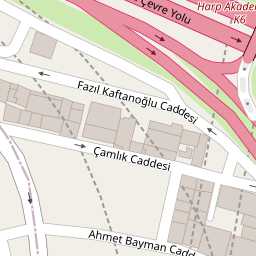 Çevre Yolu
Harp Akade
K6
Fazıl Kaftanoğlu Caddesi
Çamlık Caddesi
Ahmet Bayman Cadd